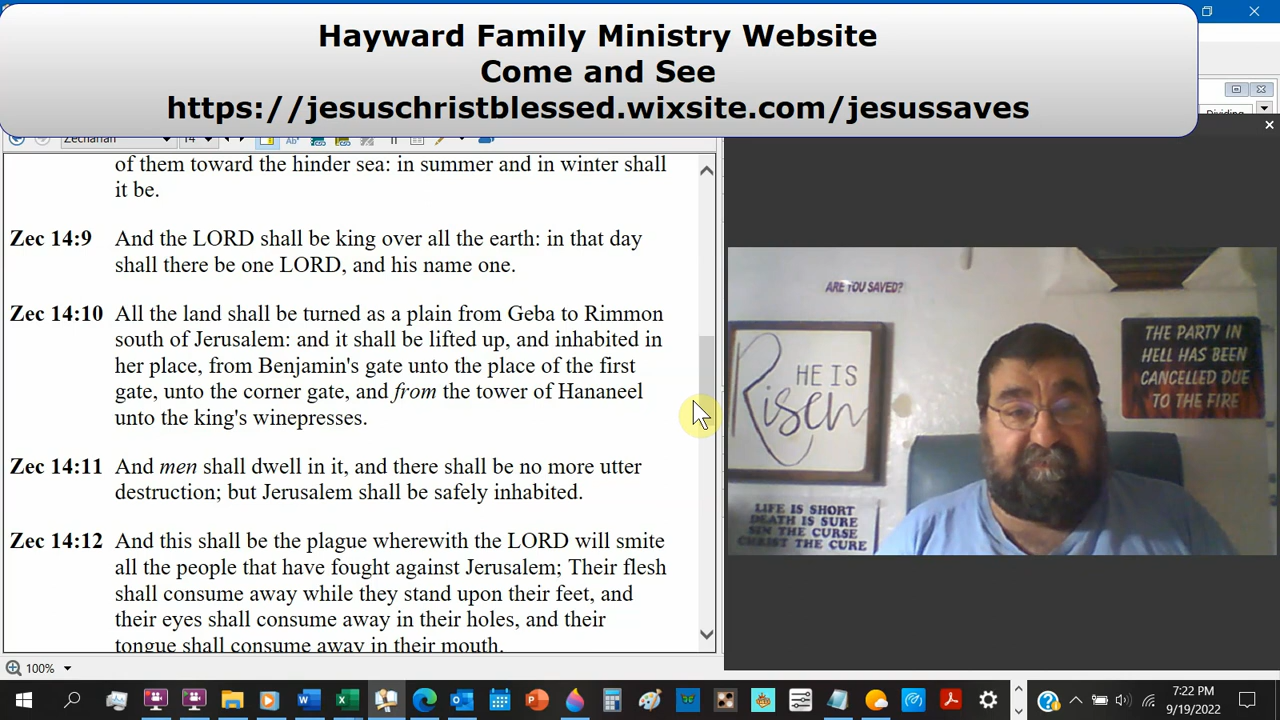 Hayward Family Ministry Website
Come and See
https://jesuschristblessed.wixsite.com/jesussaves
Zechariah 14
of them toward the hinder sea: in summer and in winter shall
it be.
Zec 14:9 And the LORD shall be king over all the earth: in that day
shall there be one LORD, and his name one.
Zec 14:10 All the land shall be turned as a plain from Geba to Rimmon
south of Jerusalem: and it shall be lifted up, and inhabited in
her place, from Benjamin's gate unto the place of the first
gate, unto the corner gate, and from the tower of Hananeel
unto the king's winepresses.
Zec 14:11 And men shall dwell in it, and there shall be no more utter
destruction; but Jerusalem shall be safely inhabited.
Zec 14:12 And this shall be the plague wherewith the LORD will smite
all the people that have fought against Jerusalem; Their flesh
shall consume away while they stand upon their feet, and
their eyes shall consume away in their holes, and their
tongue shall consume away in their mouth.
100%
ARE YOU SAVED?
HE IS
Risen
THE PARTY IN
HELL HAS BEEN
CANCELLED DUE
TO THE FIRE
LIFE IS SHORT
DEATH IS SURE
SIN THE CURSE
CHRIST THE CURE
7:22 PM
9/19/2022